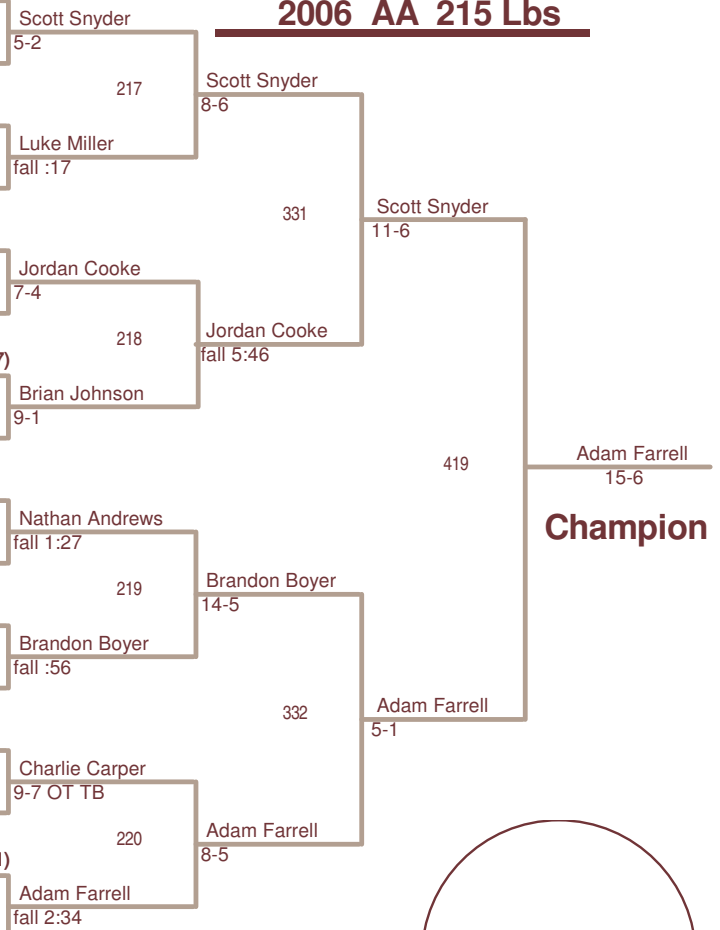 2006 AA 215 Lbs
Scott Snyder
5-2
217
Scott Snyder
8-6
Luke Miller
fall :17
331
Scott Snyder
11-6
Jordan Cooke
7-4
218
Jordan Cooke
fall 5:46
)
Brian Johnson
9-1
419
Adam Farrell
15-6
Champion
Nathan Andrews
fall 1:27
219
Brandon Boyer
14-5
Brandon Boyer
fall :56
332
Adam Farrell
5-1
Charlie Carper
9-7 OT TB
220
Adam Farrell
8-5
)
Adam Farrell
fall 2:34